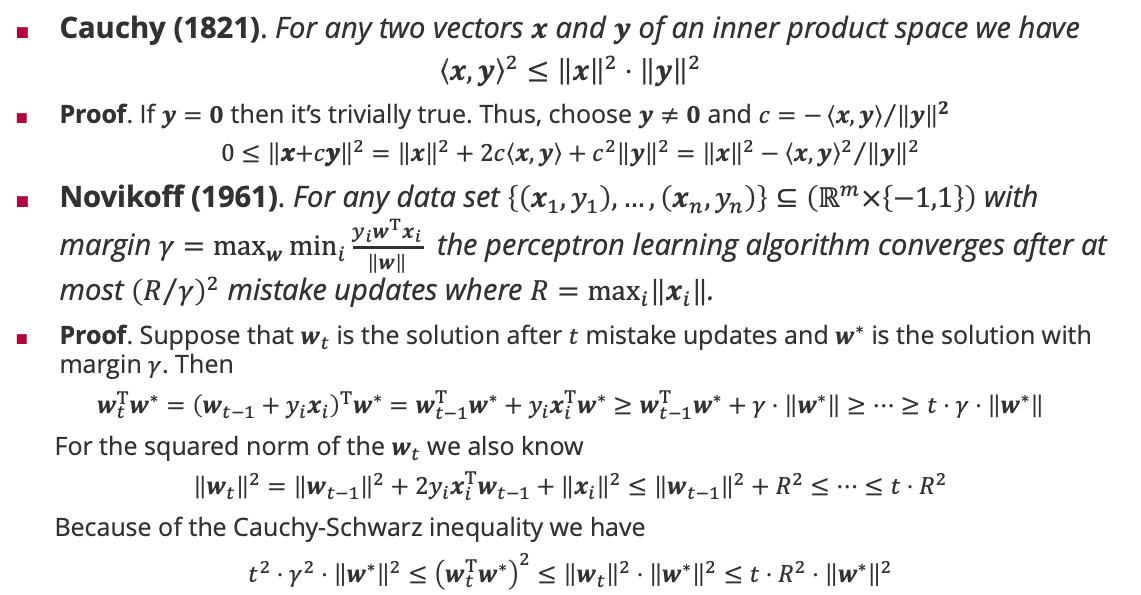 ▪ Cauchy (1821). For any two vectors 𝒙 and 𝒚 of an inner product space we have
⟨𝒙, 𝒚⟩² ≤ ‖𝒙‖² ⋅ ‖𝒚‖²
▪ Proof. If 𝒚 = 𝟎 then it’s trivially true. Thus, choose 𝒚 ≠ 𝟎 and 𝑐 = − ⟨𝒙, 𝒚⟩/‖𝒚‖²
0 ≤ ‖𝒙+𝑐𝒚‖² = ‖𝒙‖² + 2𝑐⟨𝒙, 𝒚⟩ + 𝑐²‖𝒚‖² = ‖𝒙‖² − ⟨𝒙, 𝒚⟩²/‖𝒚‖²
▪ Novikoff (1961). For any data set {(𝒙₁, 𝑦₁), … , (𝒙ₙ, 𝑦ₙ)} ⊆ (ℝᵐ×{−1,1}) with
margin 𝛾 = max_𝒘 min_𝑖 (𝑦ᵢ𝒘ᵀ𝒙ᵢ)/‖𝒘‖ the perceptron learning algorithm converges after at
most (𝑅/𝛾)² mistake updates where 𝑅 = maxᵢ‖𝒙ᵢ‖.
▪ Proof. Suppose that 𝒘ₜ is the solution after 𝑡 mistake updates and 𝒘* is the solution with
margin 𝛾. Then
𝒘ₜᵀ𝒘* = (𝒘ₜ₋₁ + 𝑦ᵢ𝒙ᵢ)ᵀ𝒘* = 𝒘ₜ₋₁ᵀ𝒘* + 𝑦ᵢ𝒙ᵢᵀ𝒘* ≥ 𝒘ₜ₋₁ᵀ𝒘* + 𝛾 ⋅ ‖𝒘*‖ ≥ ⋯ ≥ 𝑡 ⋅ 𝛾 ⋅ ‖𝒘*‖
For the squared norm of the 𝒘ₜ we also know
‖𝒘ₜ‖² = ‖𝒘ₜ₋₁‖² + 2𝑦ᵢ𝒙ᵢᵀ𝒘ₜ₋₁ + ‖𝒙ᵢ‖² ≤ ‖𝒘ₜ₋₁‖² + 𝑅² ≤ ⋯ ≤ 𝑡 ⋅ 𝑅²
Because of the Cauchy-Schwarz inequality we have
𝑡² ⋅ 𝛾² ⋅ ‖𝒘*‖² ≤ (𝒘ₜᵀ𝒘*)² ≤ ‖𝒘ₜ‖² ⋅ ‖𝒘*‖² ≤ 𝑡 ⋅ 𝑅² ⋅ ‖𝒘*‖²